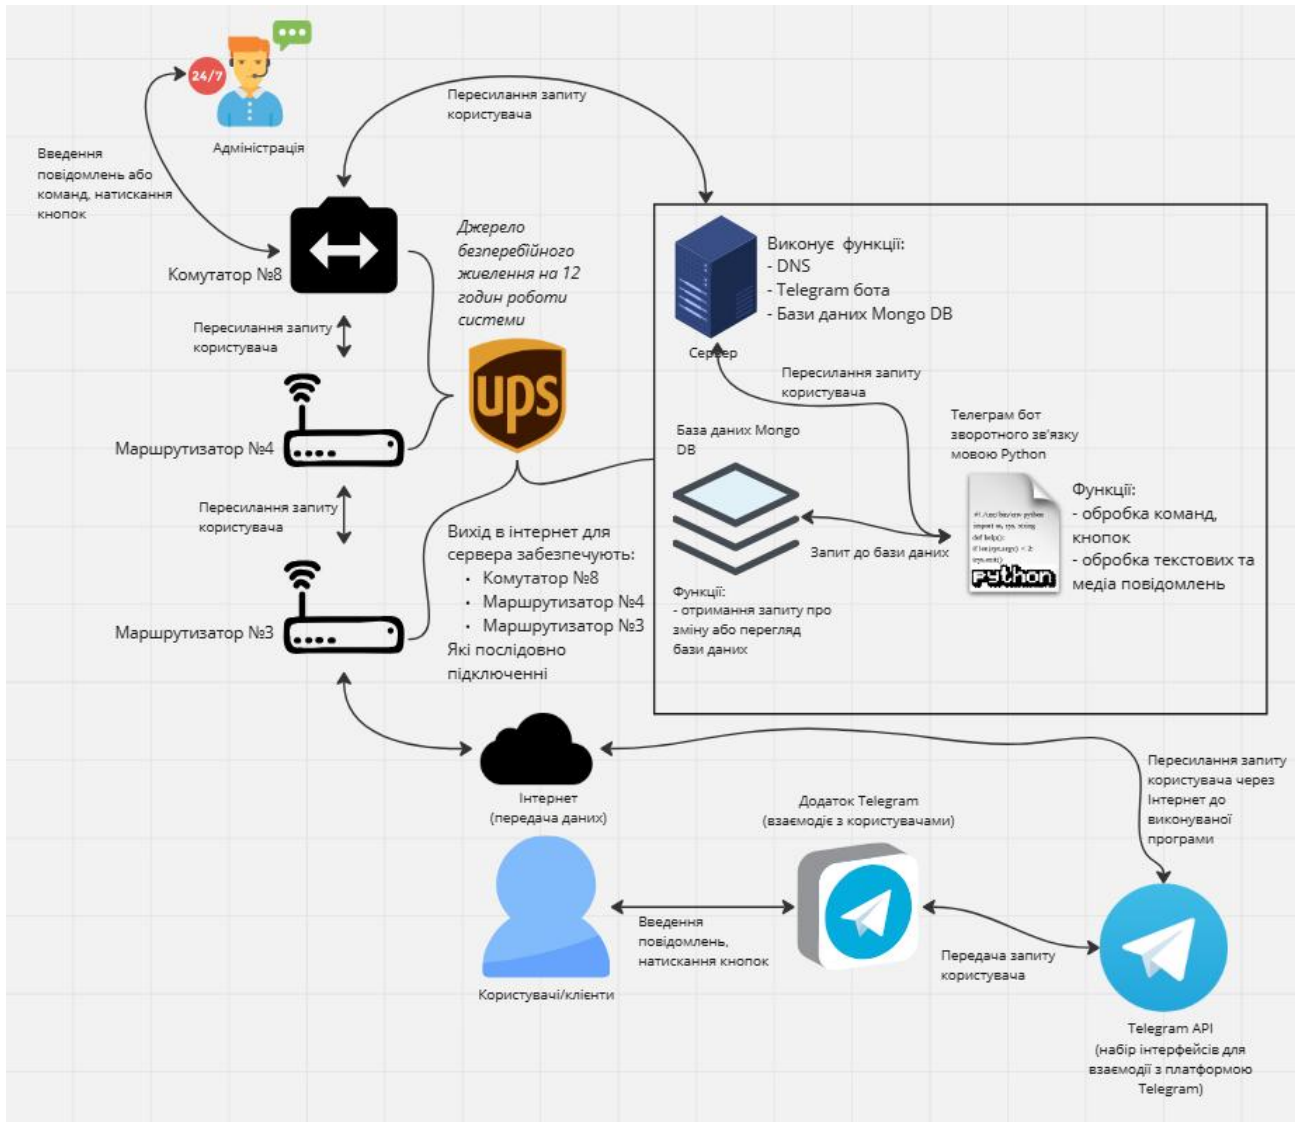 24/7
Адміністрація
Введення
повідомлень або
команд, натискання
кнопок
Пересилання запиту
користувача
Комутатор №8
Джерело
безперебійного
живлення на 12
годин роботи
системи
ups
Пересилання запиту
користувача
Маршрутизатор №4
Пересилання запиту
користувача
Маршрутизатор №3
Вихід в інтернет для
сервера забезпечують:
• Комутатор №8
• Маршрутизатор №4
• Маршрутизатор №3
Які послідовно
підключенні
Виконує функції:
- DNS
- Telegram бота
- Бази даних Mongo DB
Сервер
Пересилання запиту
користувача
База даних Mongo
DB
Телеграм бот
зворотного зв'язку
мовою Python
python
Функції:
- обробка команд,
кнопок
- обробка текстових та
медіа повідомлень
Запит до бази даних
Функції:
- отримання запиту про
зміну або перегляд
бази даних
Інтернет
(передача даних)
Додаток Telegram
(взаємодіє з користувачами)
Пересилання запиту
користувача через
Інтернет до
виконуваної
програми
Введення
повідомлень,
натискання кнопок
Передача запиту
користувача
Користувачі/клієнти
Telegram API
(набір інтерфейсів для
взаємодії з платформою
Telegram)